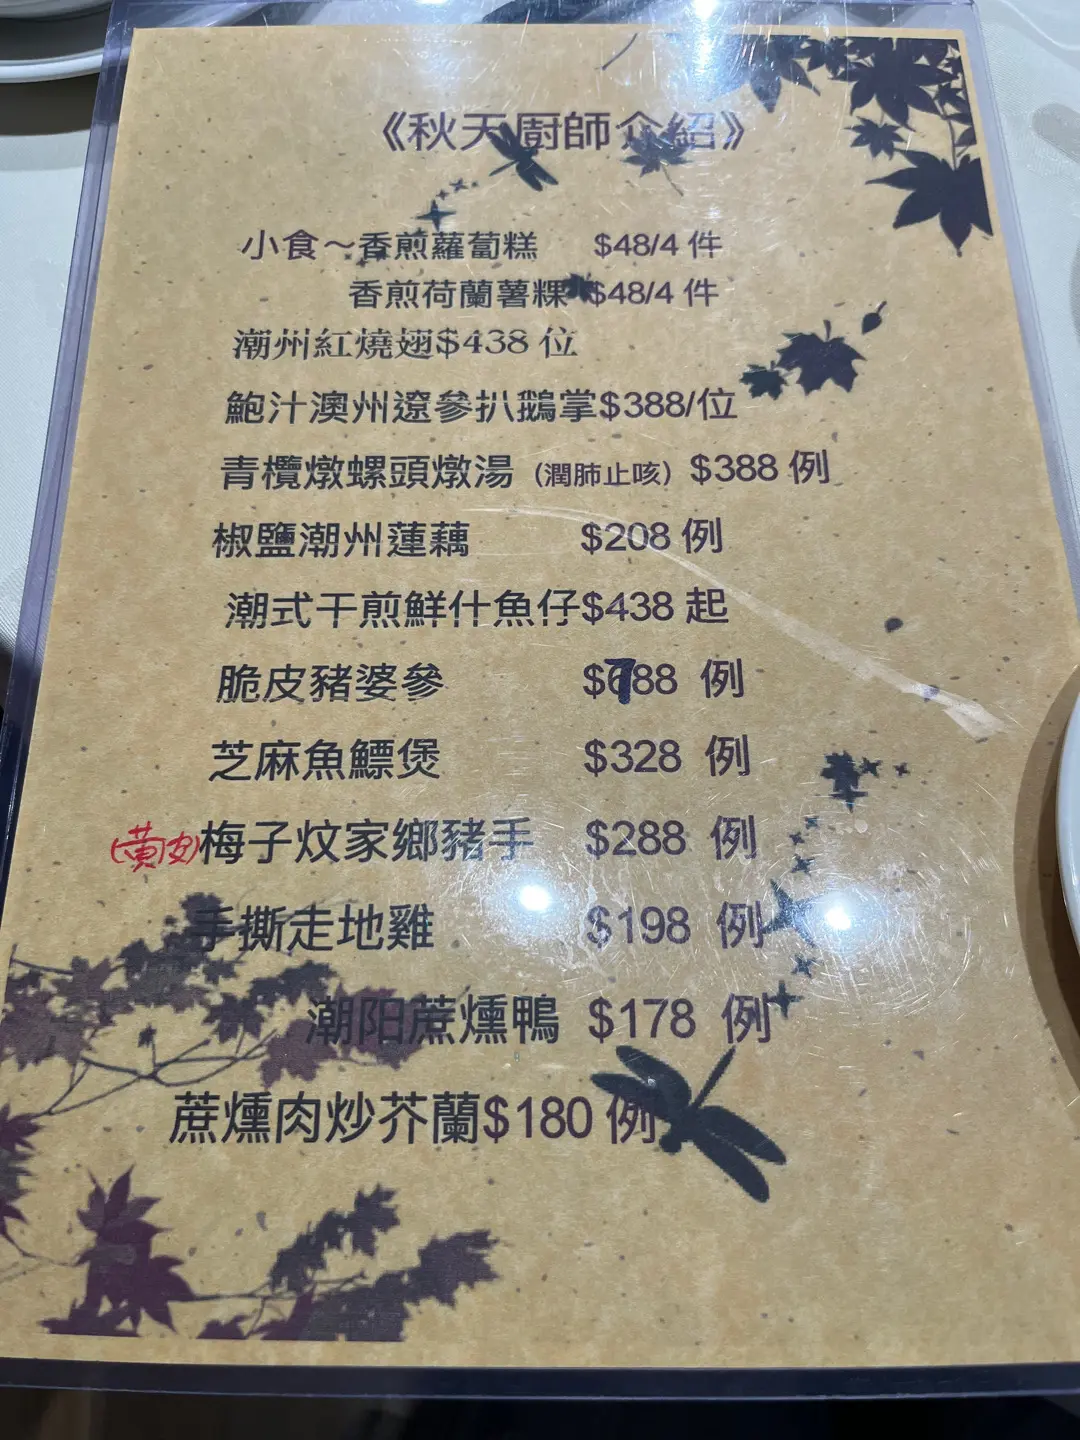 《秋天廚師介紹》
小食～香煎蘿蔔糕 $48/4 件
香煎荷蘭薯粿 $48/4 件
潮州紅燒翅$438 位
鮑汁澳州遼參扒鵝掌$388/位
青欖燉螺頭燉湯（潤肺止咳）$388 例
椒鹽潮州蓮藕 $208 例
潮式干煎鮮什魚仔$438 起
脆皮豬婆參 $788 例
芝麻魚鰾煲 $328 例
(黃皮)梅子炆家鄉豬手 $288 例
手撕走地雞 $198 例
潮阳蔗燻鴨 $178 例
蔗燻肉炒芥蘭$180 例